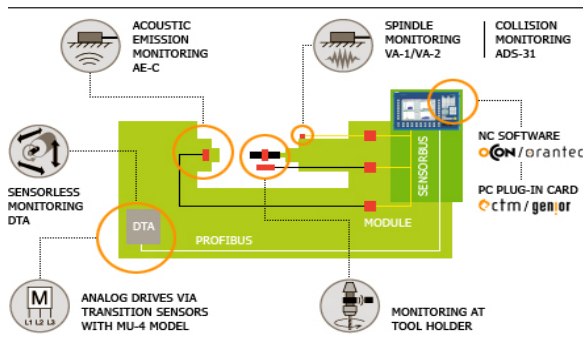 ACOUSTIC
EMISSION
MONITORING
AE-C
SPINDLE
MONITORING
VA-1/VA-2
COLLISION
MONITORING
ADS-31
SENSORLESS
MONITORING
DTA
DTA
PROFIBUS
MODULE
SENSORBUS
NC SOFTWARE
OCON/orantec
PC PLUG-IN CARD
ctm/genior
M
L1 L2 L3
ANALOG DRIVES VIA
TRANSITION SENSORS
WITH MU-4 MODEL
MONITORING AT
TOOL HOLDER